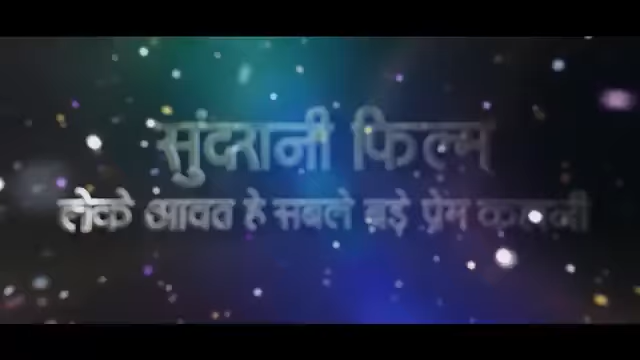 सुंदरानी फिल्म
लेके आवत हे सबले बड़े प्रेम कहानी